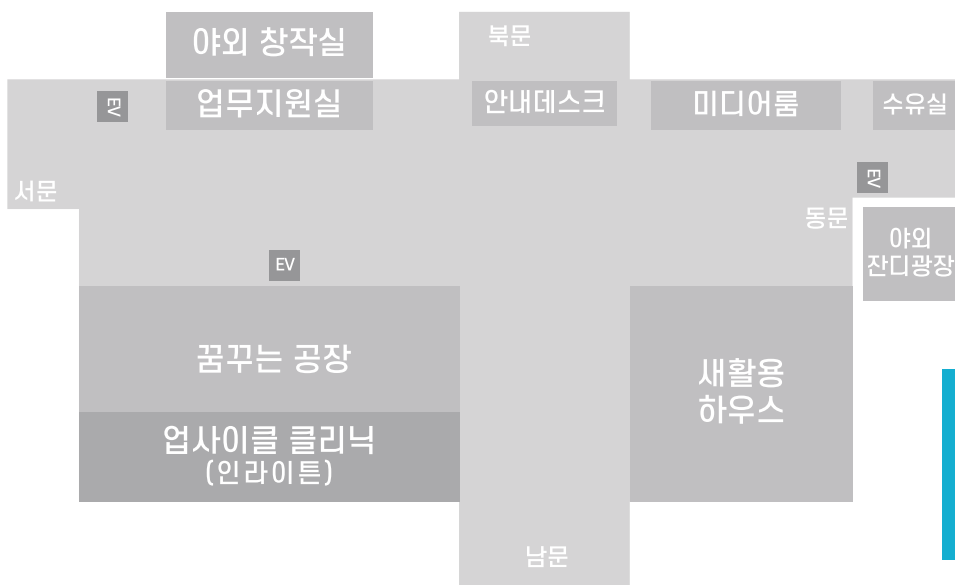 야외 창작실
북문
EV
업무지원실
안내데스크
미디어룸
수유실
서문
EV
동문
야외
잔디광장
EV
꿈꾸는 공장
새활용
하우스
업사이클 클리닉
(인라이튼)
남문